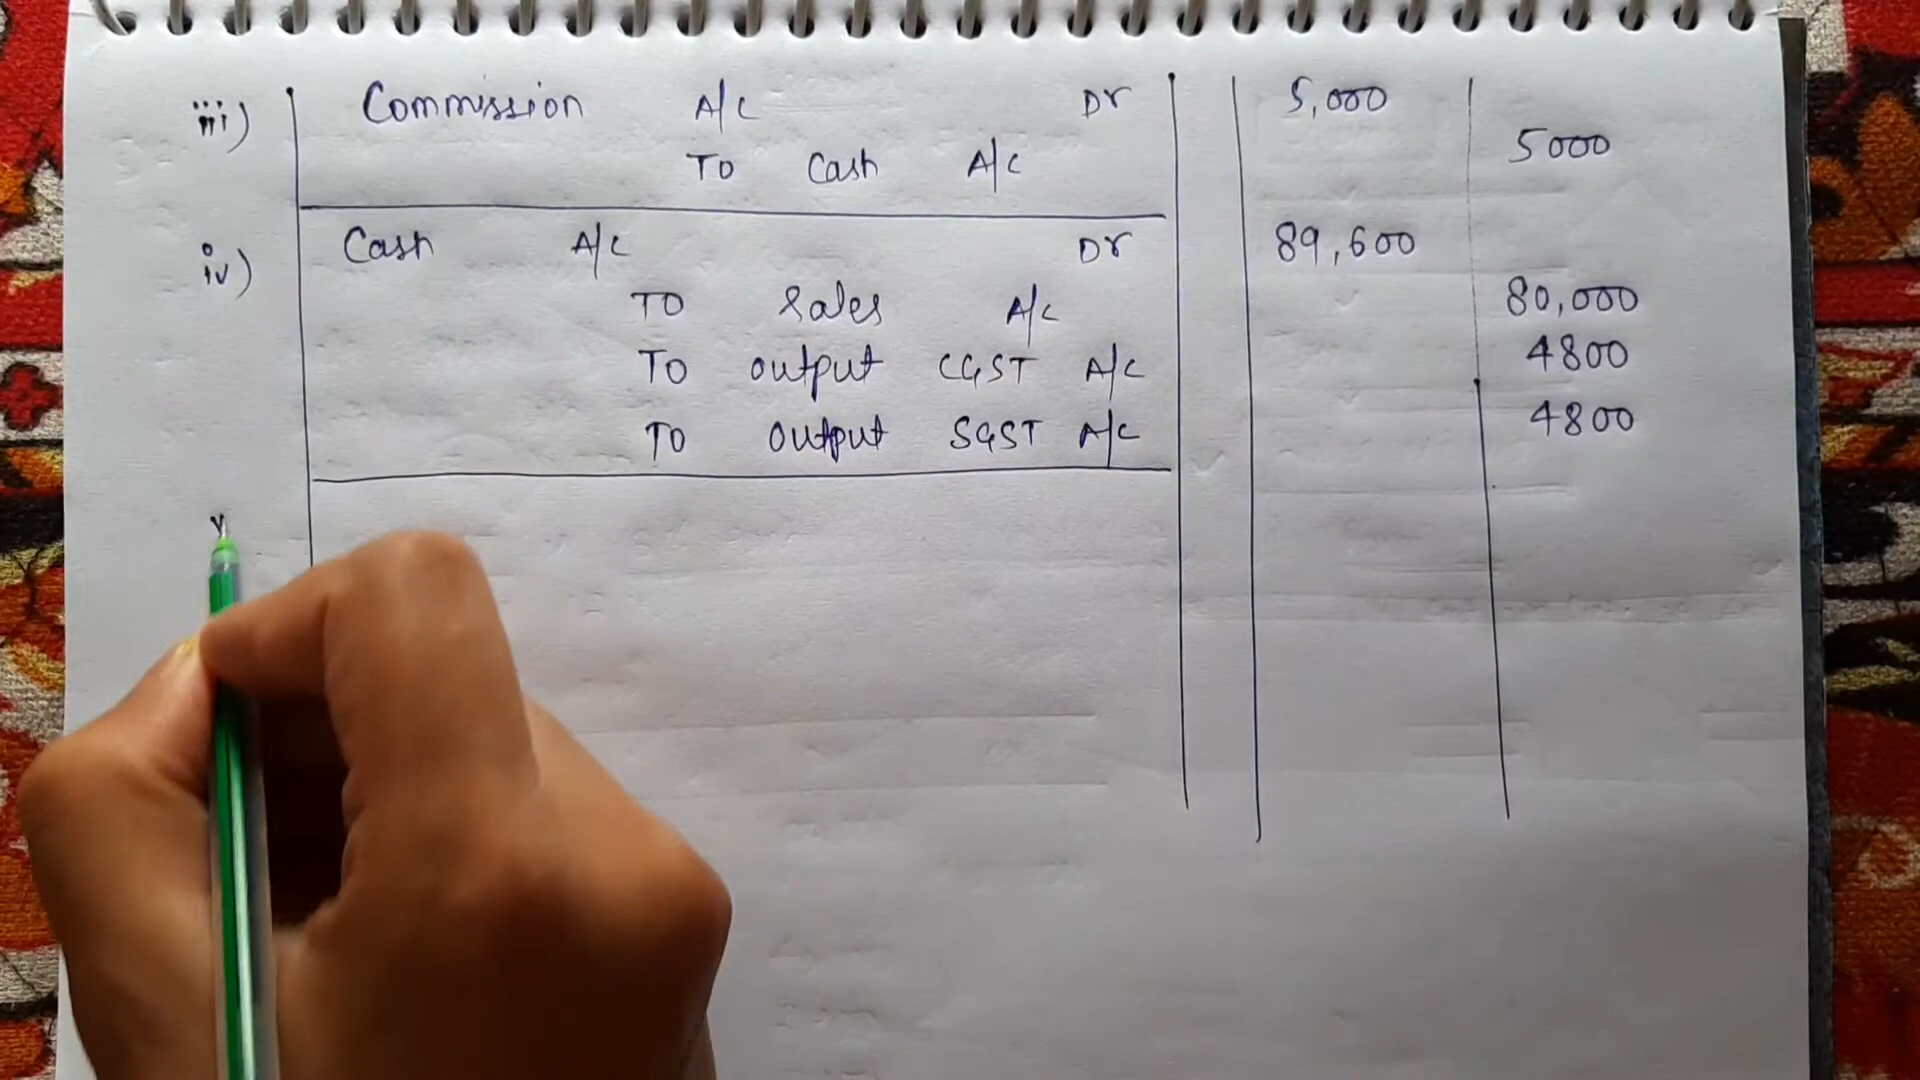 iii) Commission A/C Dr 5,000
To Cash A/C 5000
iv) Cash A/C Dr 89,600
TO Sales A/C 80,000
TO output CGST A/C 4800
TO output SGST A/C 4800
v